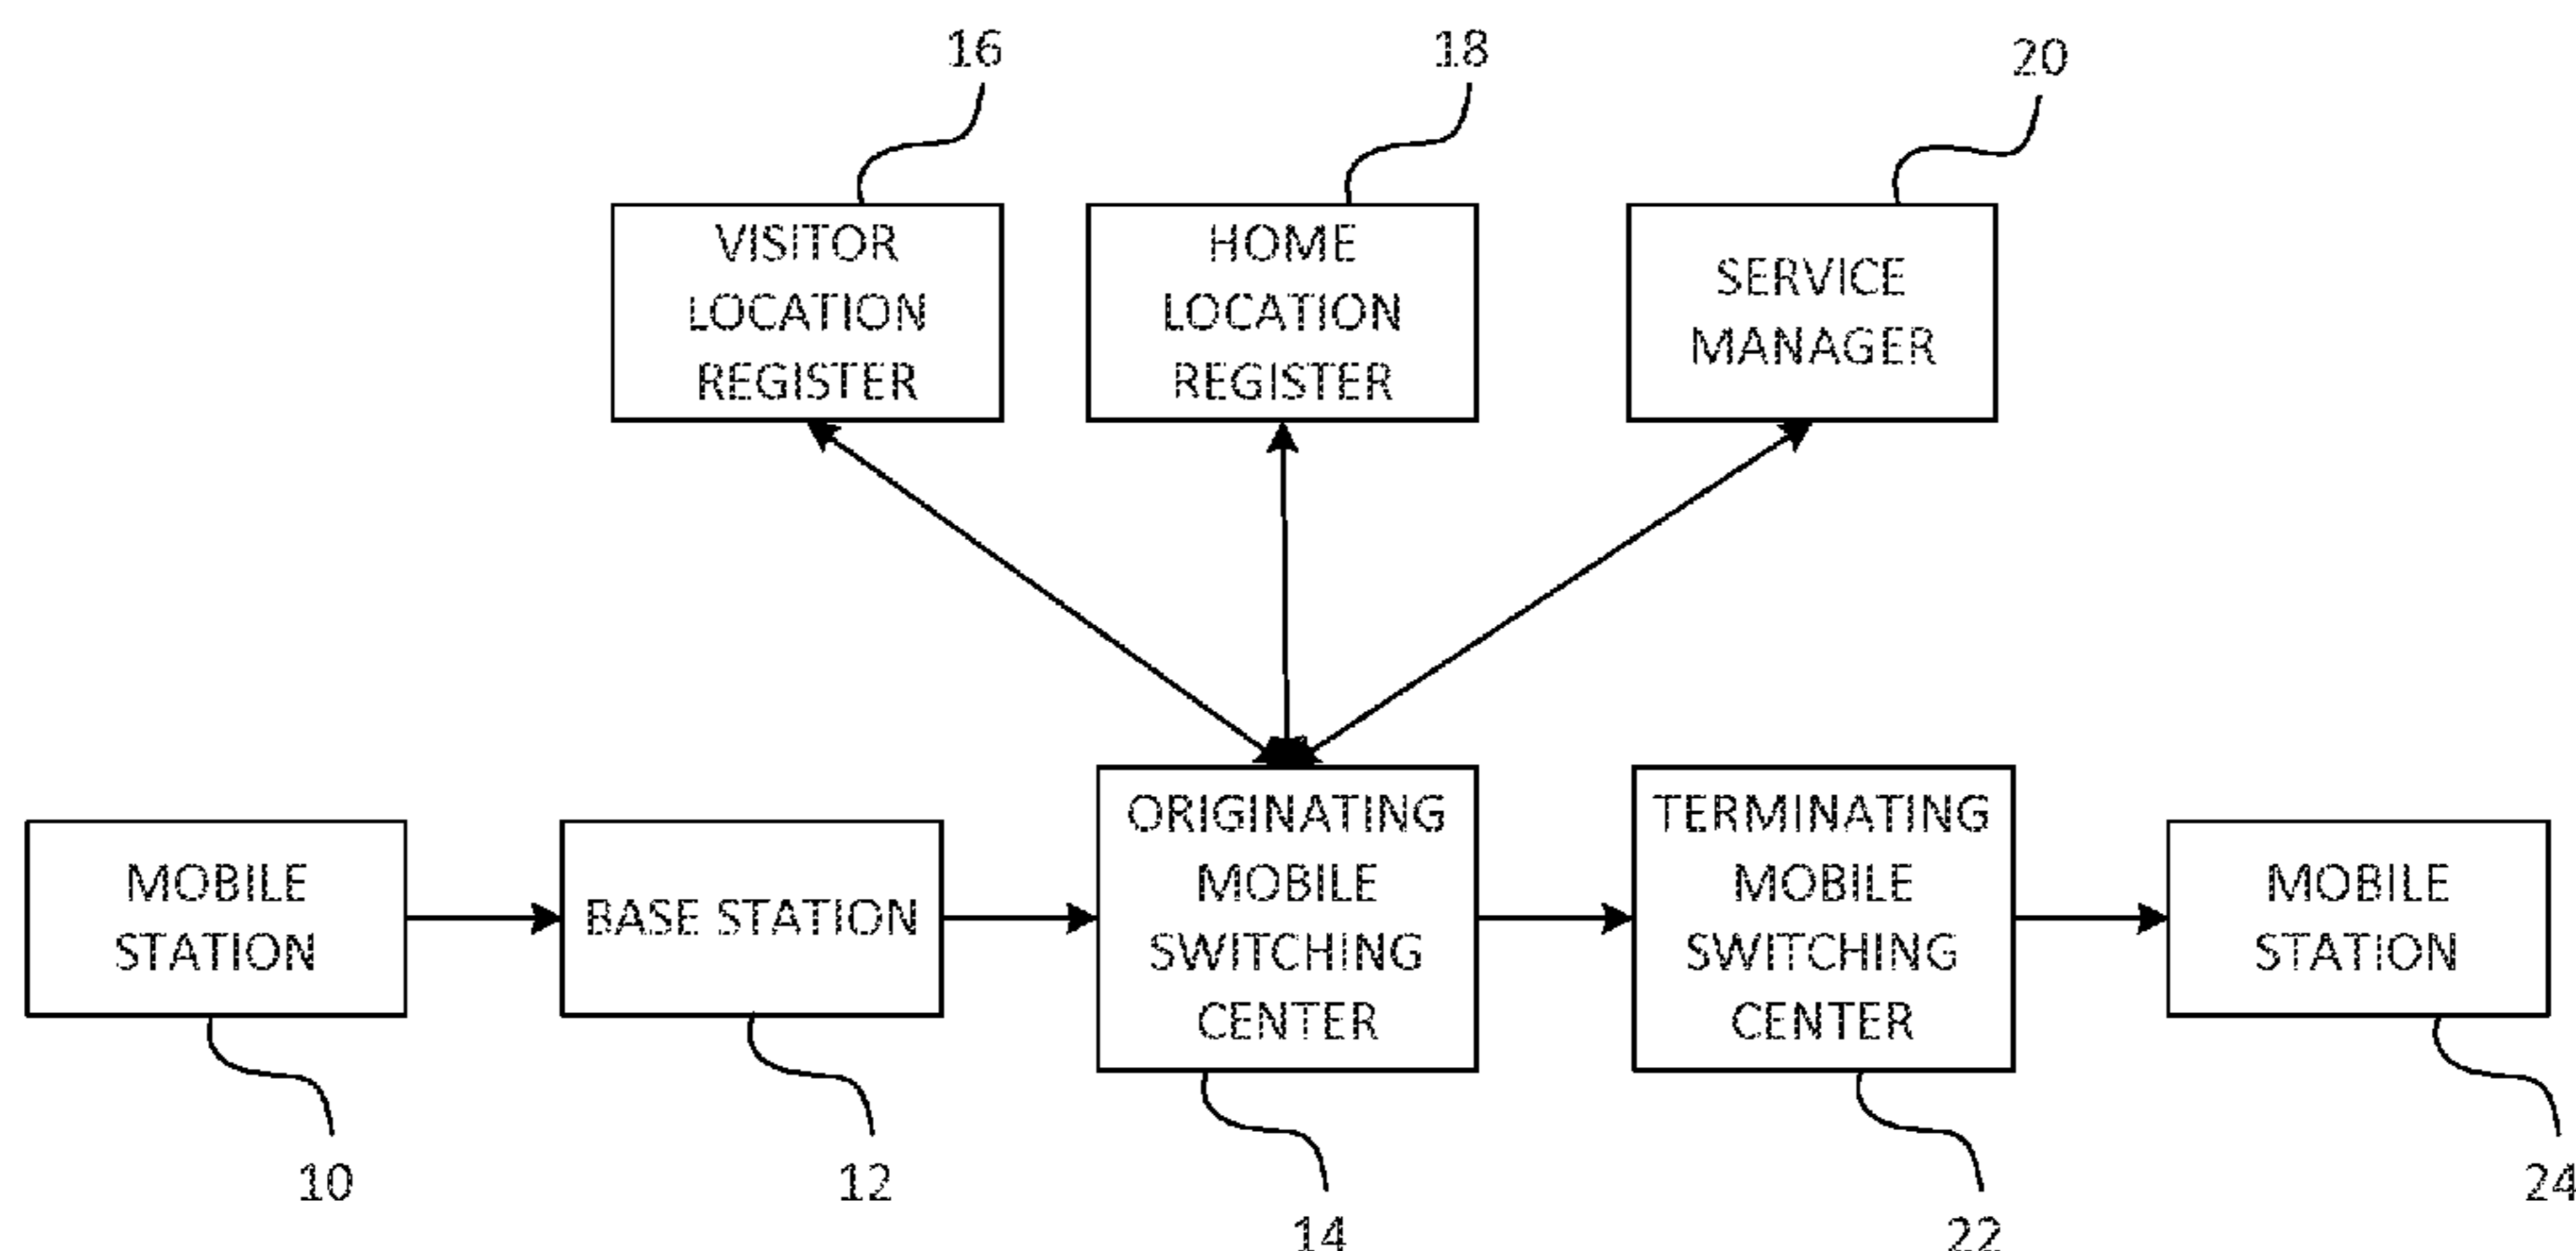 16
18
20
VISITOR
LOCATION
REGISTER
HOME
LOCATION
REGISTER
SERVICE
MANAGER
MOBILE
STATION
BASE STATION
ORIGINATING
MOBILE
SWITCHING
CENTER
TERMINATING
MOBILE
SWITCHING
CENTER
MOBILE
STATION
10
12
14
22
24